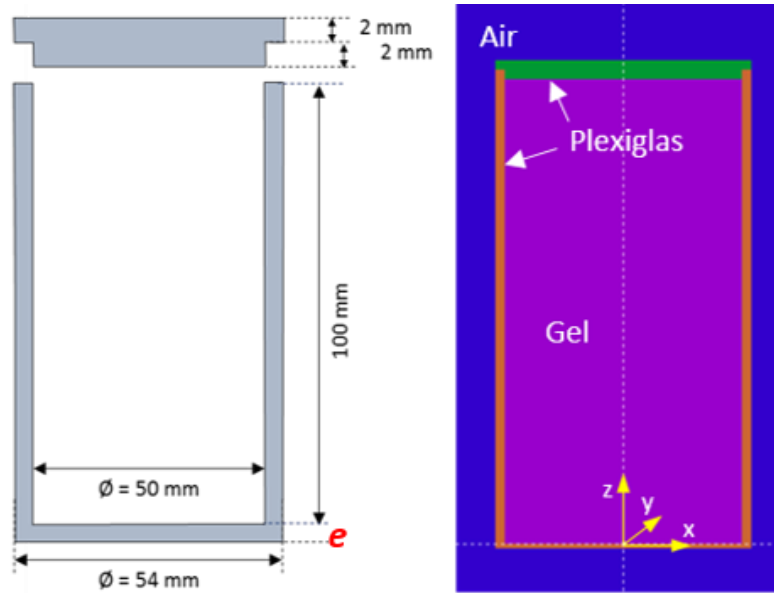 2 mm
2 mm
100 mm
Ø = 50 mm
e
Ø = 54 mm
Air
Plexiglas
Gel
z
y
x